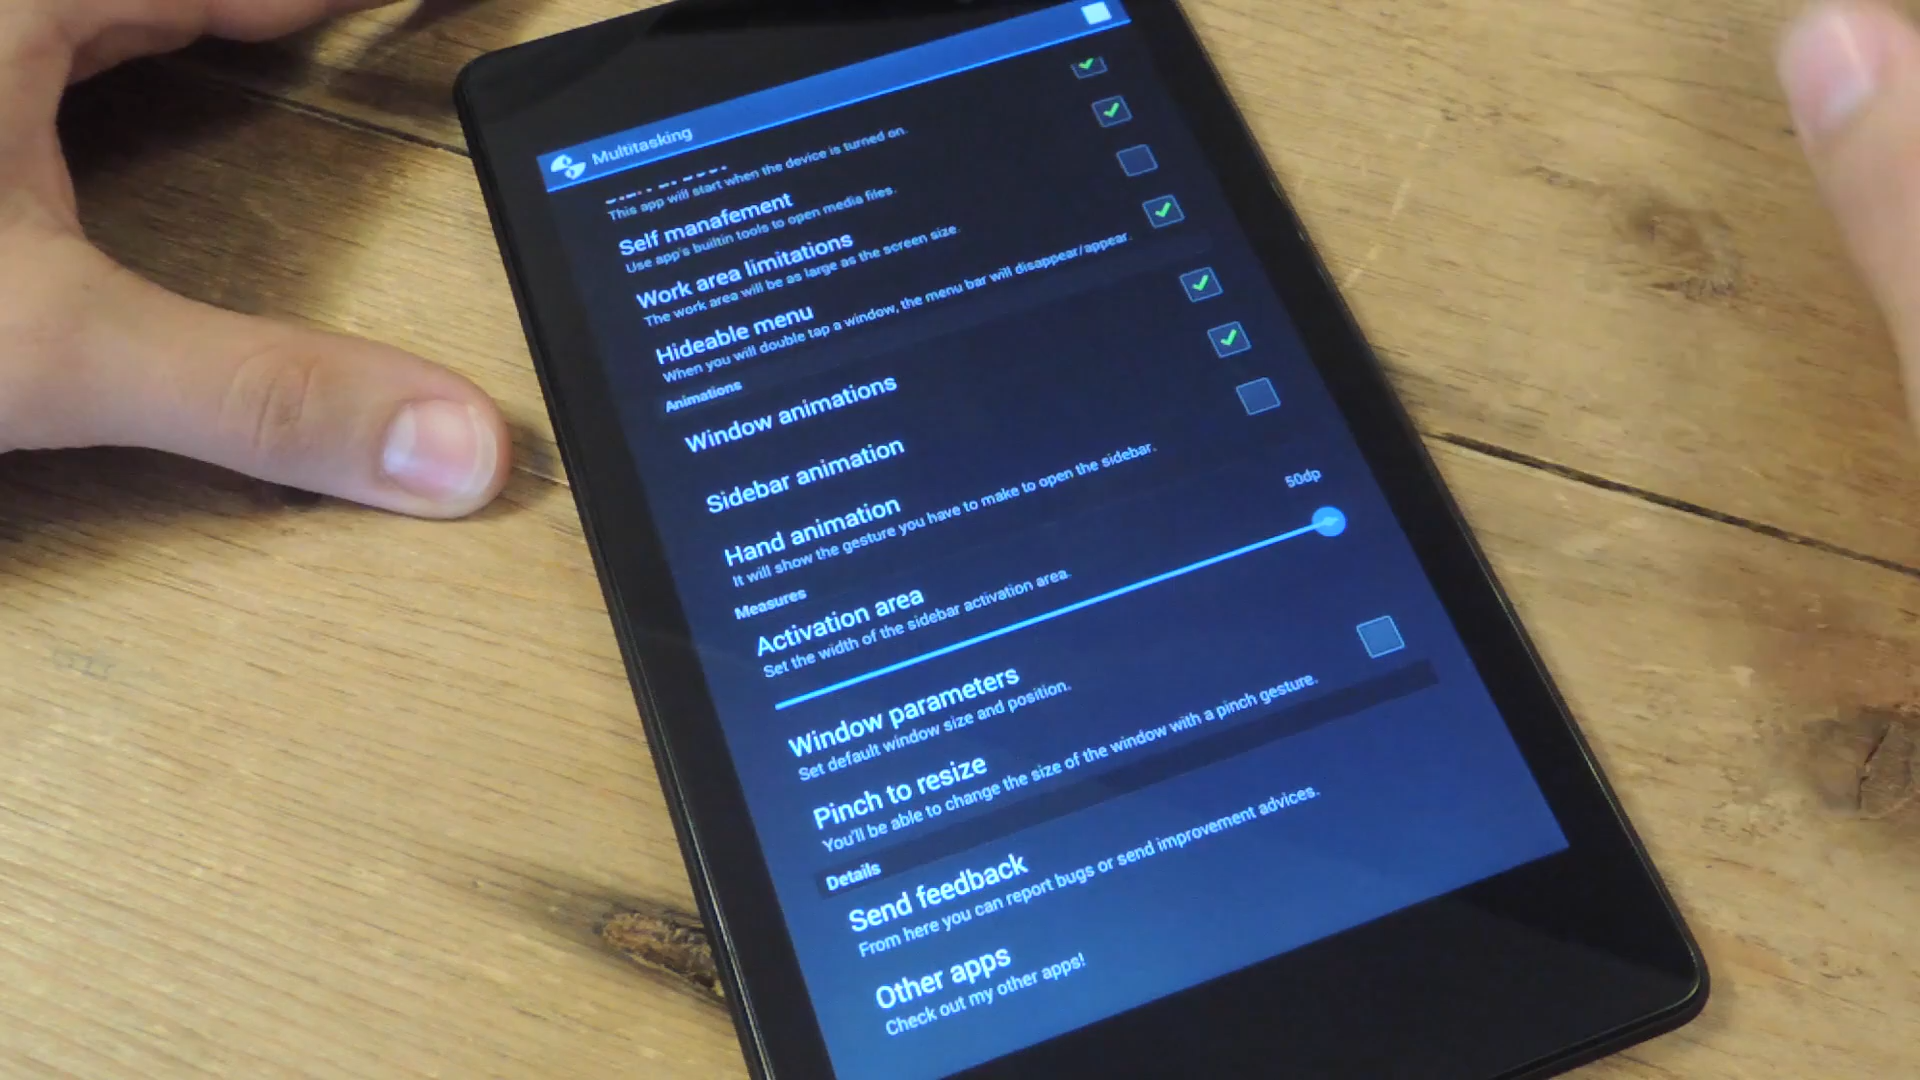 Multitasking
This app will start when the device is turned on.
Self manafement
Use app's builtin tools to open media files.
Work area limitations
The work area will be as large as the screen size.
Hideable menu
When you will double tap a window, the menu bar will disappear/appear.
Animations
Window animations
Sidebar animation
Hand animation
It will show the gesture you have to make to open the sidebar.
Measures
50dp
Activation area
Set the width of the sidebar activation area.
Window parameters
Set default window size and position.
Pinch to resize
You'll be able to change the size of the window with a pinch gesture.
Details
Send feedback
From here you can report bugs or send improvement advices.
Other apps
Check out my other apps!